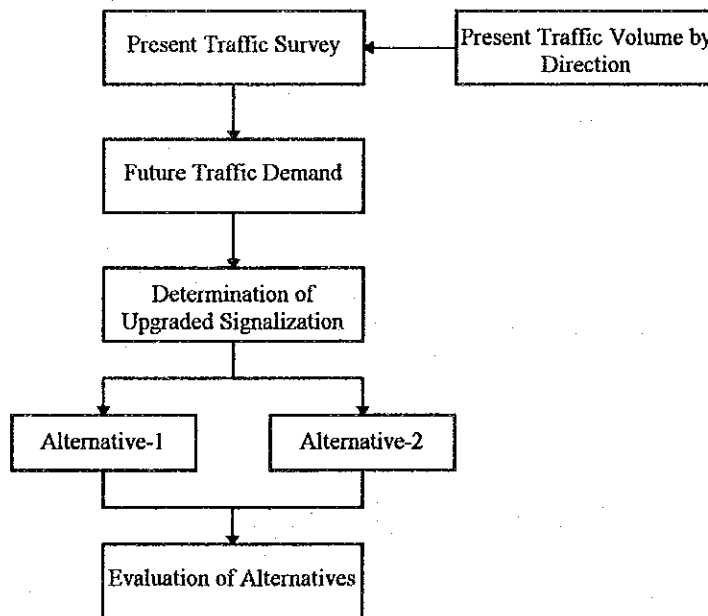 Present Traffic Survey
Present Traffic Volume by
Direction
Future Traffic Demand
Determination of
Upgraded Signalization
Alternative-1
Alternative-2
Evaluation of Alternatives